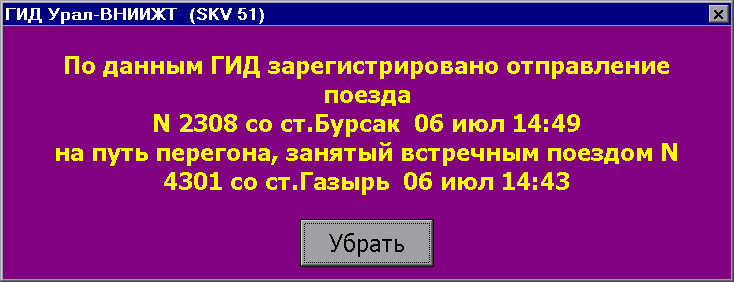 ГИД Урал-ВНИИЖТ (SKV 51)
По данным ГИД зарегистрировано отправление
поезда
N 2308 со ст.Бурсак 06 июл 14:49
на путь перегона, занятый встречным поездом N
4301 со ст.Газырь 06 июл 14:43
Убрать